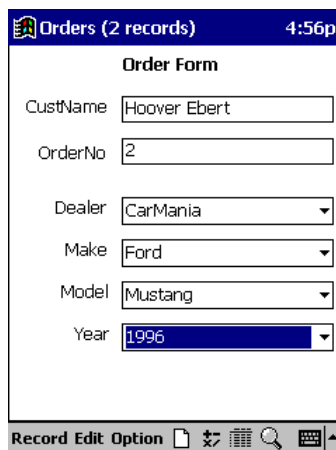 Orders (2 records) 4:56p
Order Form
CustName Hoover Ebert
OrderNo 2
Dealer CarMania
Make Ford
Model Mustang
Year 1996
Record Edit Option